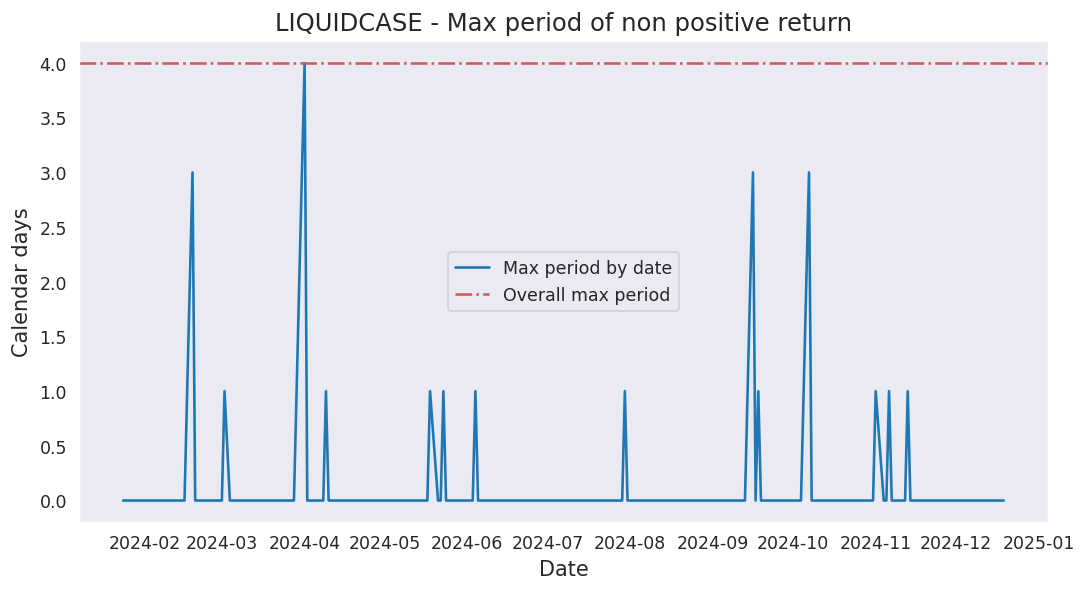 LIQUIDCASE - Max period of non positive return
4.0
3.5
3.0
2.5
2.0
1.5
1.0
0.5
0.0
Calendar days
Max period by date
Overall max period
2024-02 2024-03 2024-04 2024-05 2024-06 2024-07 2024-08 2024-09 2024-10 2024-11 2024-12 2025-01
Date